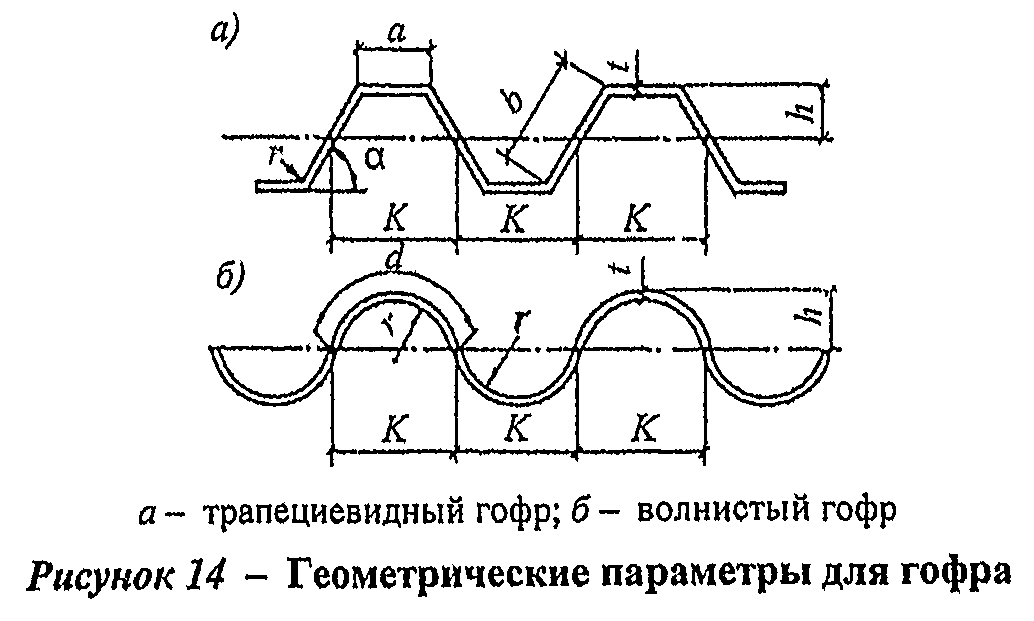 а)
a
b
t
h
r
α
K K K
б)
d
t
r
r
h
K K K
а – трапециевидный гофр; б – волнистый гофр
Рисунок 14 – Геометрические параметры для гофра